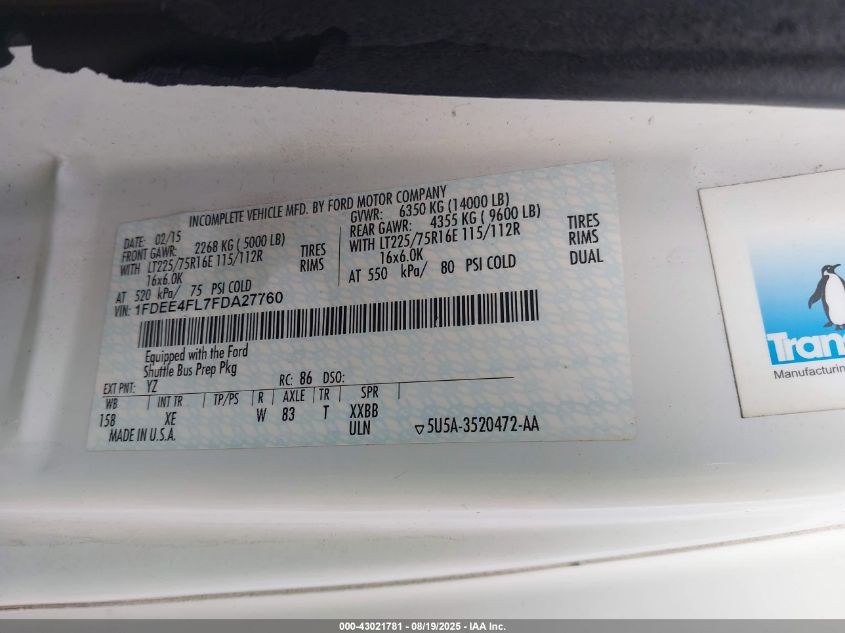 INCOMPLETE VEHICLE MFD. BY FORD MOTOR COMPANY
DATE: 02/15 GVWR: 6350 KG (14000 LB)
FRONT GAWR: 2268 KG ( 5000 LB) REAR GAWR: 4355 KG ( 9600 LB)
WITH LT225/75R16E 115/112R TIRES WITH LT225/75R16E 115/112R TIRES
16x6.0K RIMS 16x6.0K RIMS
AT 520 kPa/ 75 PSI COLD AT 550 kPa/ 80 PSI COLD DUAL
VIN: 1FDEE4FL7FDA27760
Equipped with the Ford
Shuttle Bus Prep Pkg
EXT PNT: YZ RC: 86 DSO:
WB INT TR TP/PS R AXLE TR SPR
158 XE W 83 T XXBB
MADE IN U.S.A. ULN ▽5U5A-3520472-AA
Manufacturing
000-43021781 - 08/19/2025 - IAA Inc.